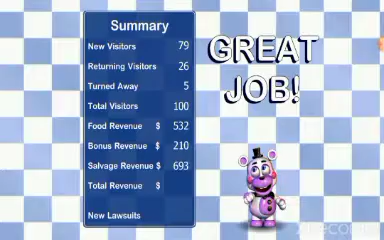 Summary
New Visitors 79
Returning Visitors 26
Turned Away 5
Total Visitors 100
Food Revenue $ 532
Bonus Revenue $ 210
Salvage Revenue $ 693
Total Revenue $
New Lawsuits
GREAT
JOB!